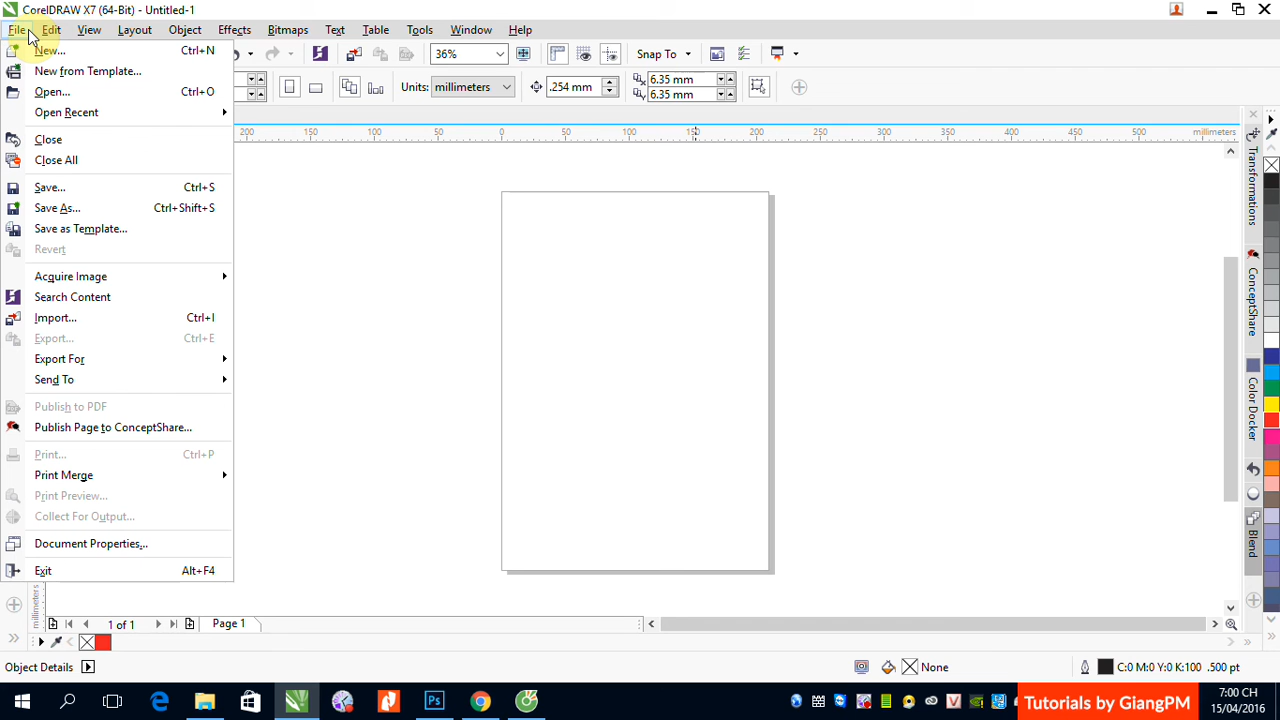 CorelDRAW X7 (64-Bit) - Untitled-1
File Edit View Layout Object Effects Bitmaps Text Table Tools Window Help
New... Ctrl+N
36%
Snap To
New from Template...
Open... Ctrl+O
Units: millimeters
.254 mm
6.35 mm
6.35 mm
Open Recent
200 150 100 50 0 50 100 150 200 250 300 350 400 450 500 millimeters
Close
Close All
Save... Ctrl+S
Save As... Ctrl+Shift+S
Save as Template...
Revert
Acquire Image
Search Content
Import... Ctrl+I
Export... Ctrl+E
Export For
Send To
Publish to PDF
Publish Page to ConceptShare...
Print... Ctrl+P
Print Merge
Print Preview...
Collect For Output...
Document Properties...
Exit Alt+F4
Transformations
ConceptShare
Color Docker
Blend
millimeters
1 of 1
Page 1
Object Details
None
C:0 M:0 Y:0 K:100 .500 pt
Ps
Tutorials by GiangPM
7:00 CH
15/04/2016